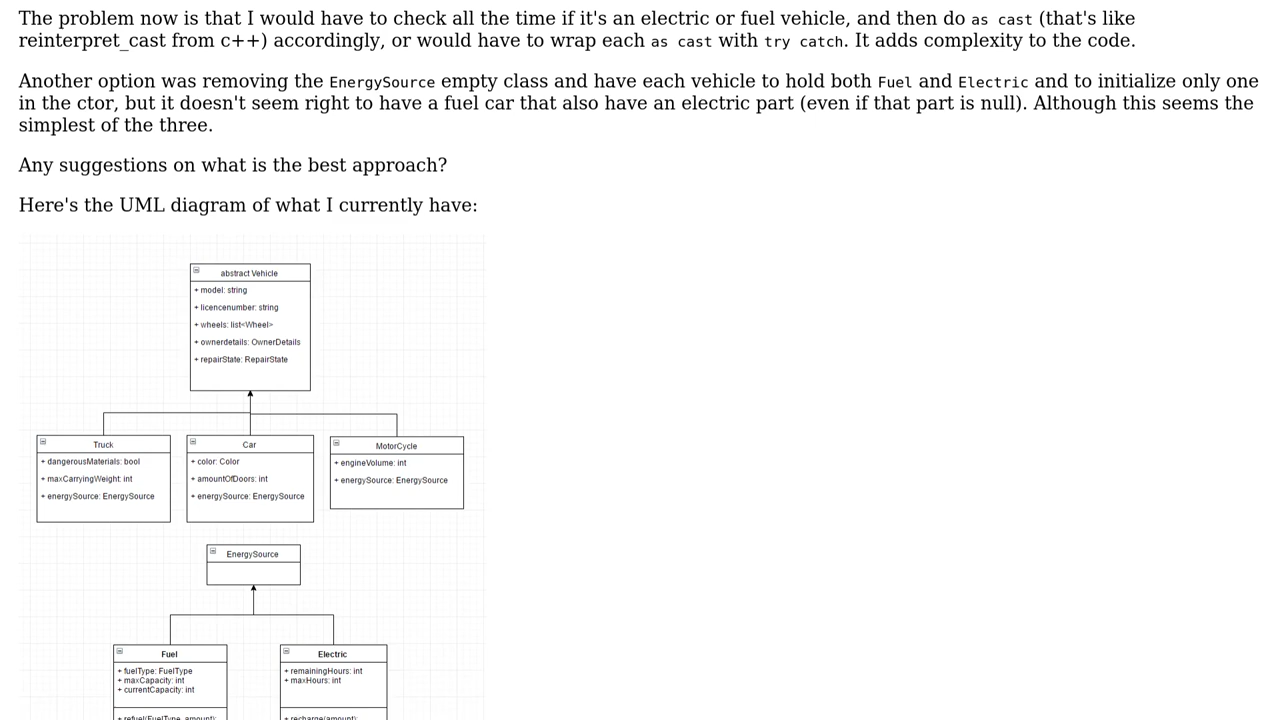 The problem now is that I would have to check all the time if it's an electric or fuel vehicle, and then do as cast (that's like
reinterpret_cast from c++) accordingly, or would have to wrap each as cast with try catch. It adds complexity to the code.
Another option was removing the EnergySource empty class and have each vehicle to hold both Fuel and Electric and to initialize only one
in the ctor, but it doesn't seem right to have a fuel car that also have an electric part (even if that part is null). Although this seems the
simplest of the three.
Any suggestions on what is the best approach?
Here's the UML diagram of what I currently have:
abstract Vehicle
+ model: string
+ licencenumber: string
+ wheels: list<Wheel>
+ ownerdetails: OwnerDetails
+ repairState: RepairState
Truck
+ dangerousMaterials: bool
+ maxCarryingWeight: int
+ energySource: EnergySource
Car
+ color: Color
+ amountOfDoors: int
+ energySource: EnergySource
MotorCycle
+ engineVolume: int
+ energySource: EnergySource
EnergySource
Fuel
+ fuelType: FuelType
+ maxCapacity: int
+ currentCapacity: int
+ refuel(FuelType, amount):
Electric
+ remainingHours: int
+ maxHours: int
+ recharge(amount):